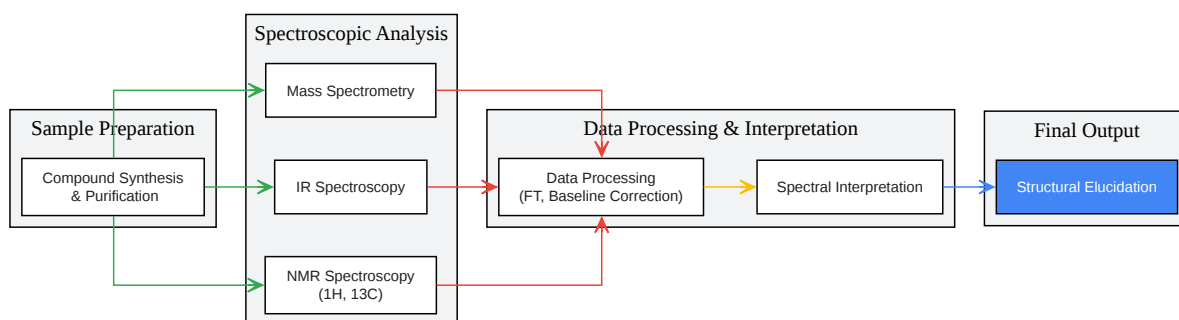 Sample Preparation
Compound Synthesis
& Purification
Spectroscopic Analysis
Mass Spectrometry
IR Spectroscopy
NMR Spectroscopy
(1H, 13C)
Data Processing & Interpretation
Data Processing
(FT, Baseline Correction)
Spectral Interpretation
Final Output
Structural Elucidation